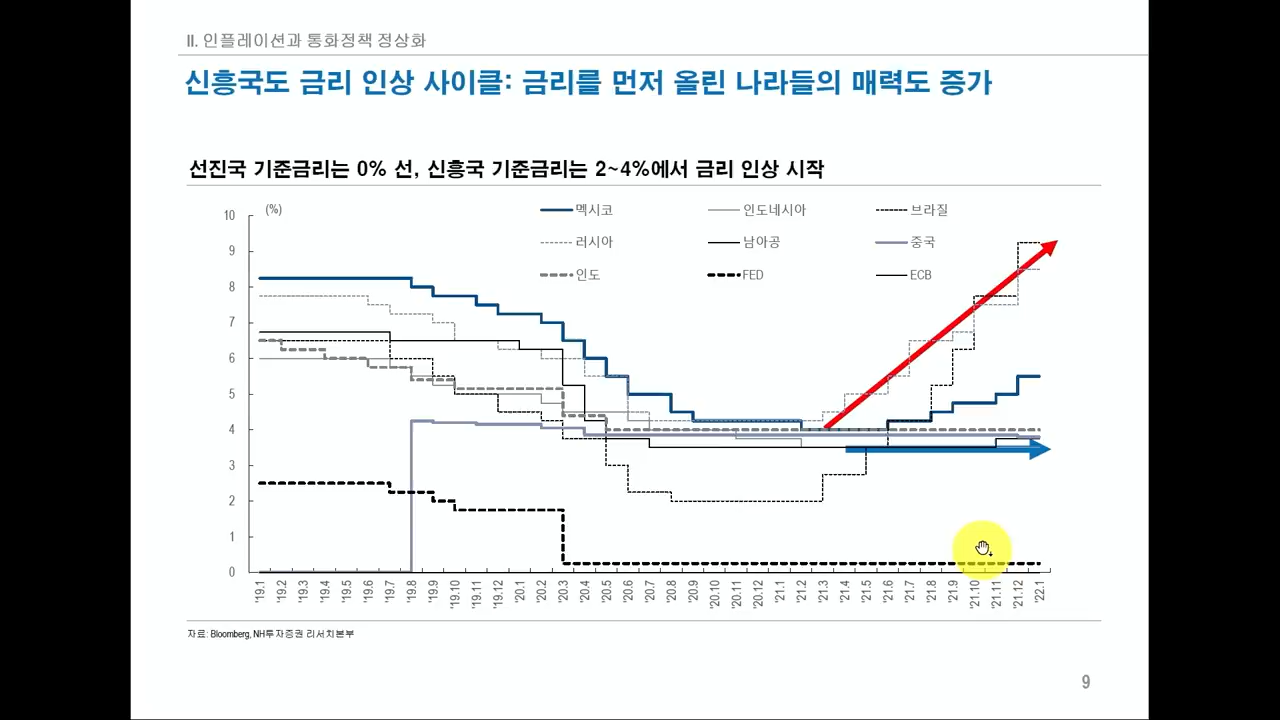 II. 인플레이션과 통화정책 정상화
신흥국도 금리 인상 사이클: 금리를 먼저 올린 나라들의 매력도 증가
선진국 기준금리는 0% 선, 신흥국 기준금리는 2~4%에서 금리 인상 시작
(%)
멕시코 인도네시아 브라질
러시아 남아공 중국
인도 FED ECB
10
9
8
7
6
5
4
3
2
1
0
'19.1 '19.2 '19.3 '19.4 '19.5 '19.6 '19.7 '19.8 '19.9 '19.10 '19.11 '19.12 '20.1 '20.2 '20.3 '20.4 '20.5 '20.6 '20.7 '20.8 '20.9 '20.10 '20.11 '20.12 '21.1 '21.2 '21.3 '21.4 '21.5 '21.6 '21.7 '21.8 '21.9 '21.10 '21.11 '21.12 '22.1
자료: Bloomberg, NH투자증권 리서치본부
9